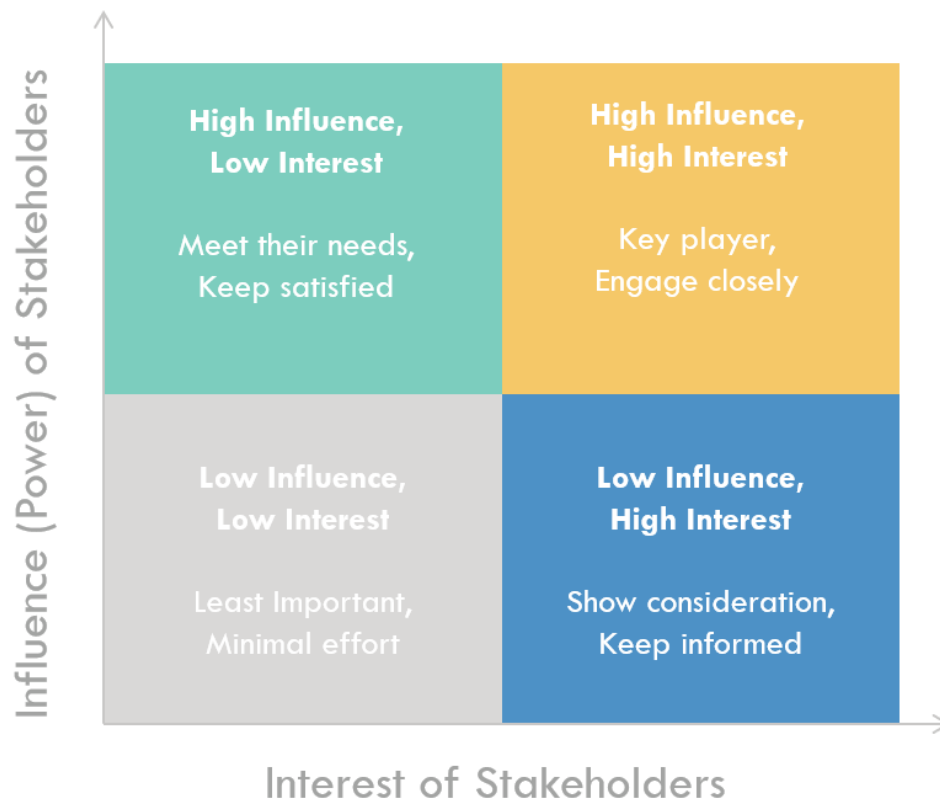 Influence (Power) of Stakeholders
High Influence,
Low Interest
Meet their needs,
Keep satisfied
High Influence,
High Interest
Key player,
Engage closely
Low Influence,
Low Interest
Least Important,
Minimal effort
Low Influence,
High Interest
Show consideration,
Keep informed
Interest of Stakeholders